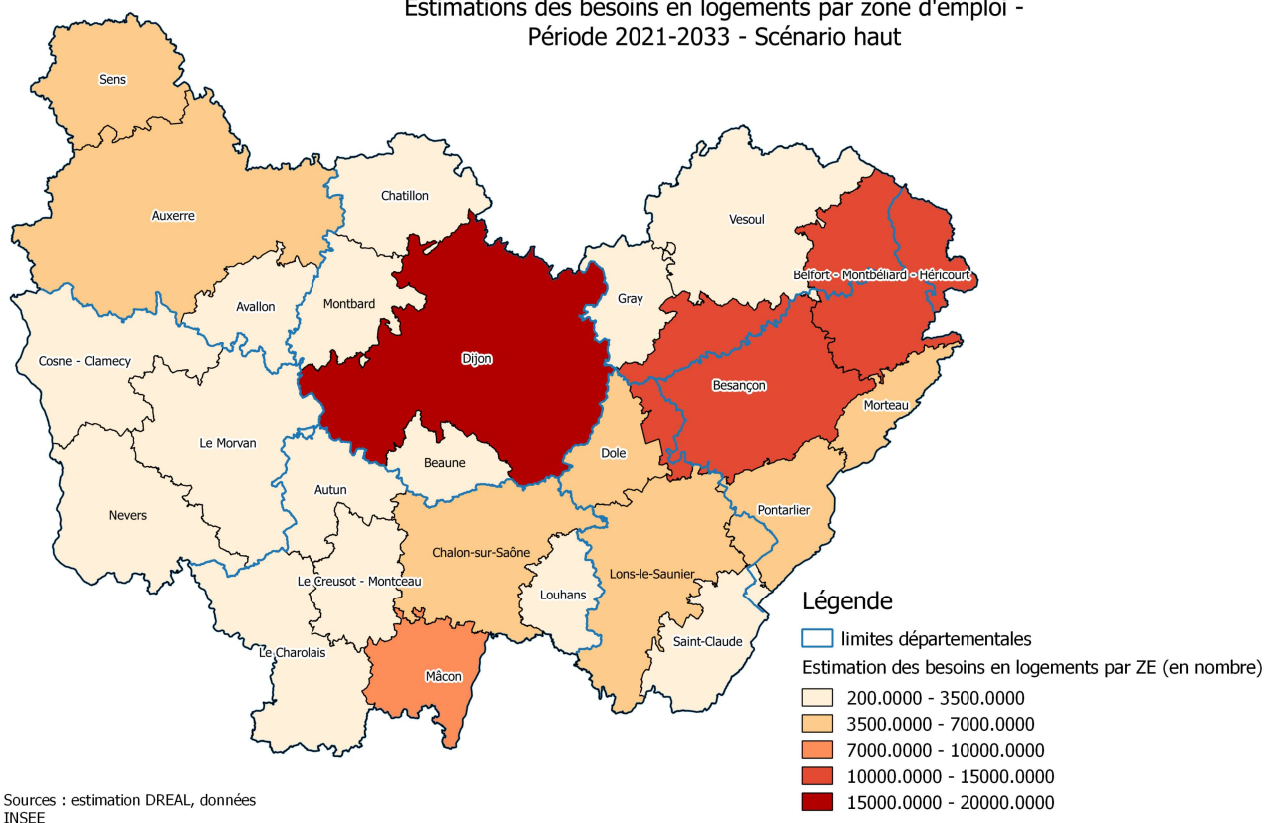 Estimations des besoins en logements par zone d'emploi -
Période 2021-2033 - Scénario haut
Sens
Auxerre
Chatillon
Vesoul
Belfort - Montbéliard - Héricourt
Avallon
Montbard
Gray
Cosne - Clamecy
Dijon
Besançon
Morteau
Le Morvan
Beaune
Dole
Autun
Nevers
Pontarlier
Chalon-sur-Saône
Le Creusot - Montceau
Lons-le-Saunier
Louhans
Saint-Claude
Le Charolais
Mâcon
Légende
limites départementales
Estimation des besoins en logements par ZE (en nombre)
200.0000 - 3500.0000
3500.0000 - 7000.0000
7000.0000 - 10000.0000
10000.0000 - 15000.0000
15000.0000 - 20000.0000
Sources : estimation DREAL, données
INSEE